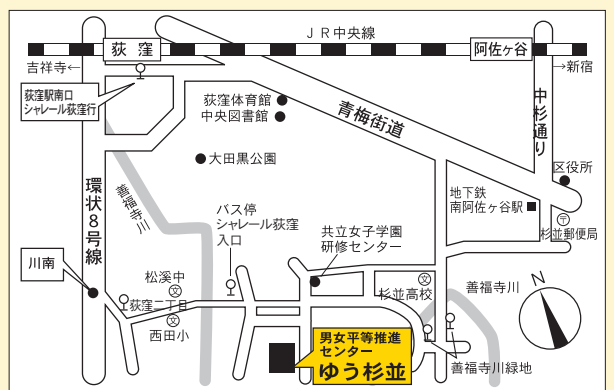 JR中央線
荻窪
阿佐ヶ谷
吉祥寺←
→新宿
荻窪駅南口
シャレール荻窪行
荻窪体育館
中央図書館
青梅街道
中杉通り
大田黒公園
区役所
環状8号線
善福寺川
地下鉄
南阿佐ヶ谷駅
バス停
シャレール荻窪
入口
共立女子学園
研修センター
〒
杉並郵便局
川南
松溪中
文
荻窪二丁目
文
西田小
文
杉並高校
善福寺川
N
男女平等推進
センター
ゆう杉並
善福寺川緑地